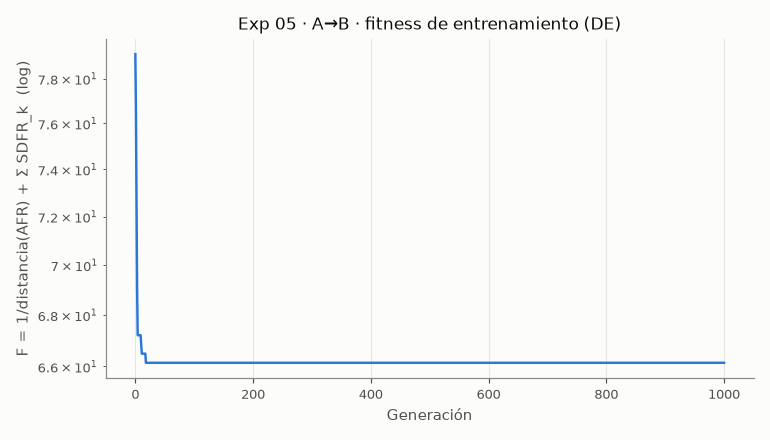 Exp 05 · A→B · fitness de entrenamiento (DE)
F = 1/distancia(AFR) + Σ SDFR_k (log)
7.8 × 10¹
7.6 × 10¹
7.4 × 10¹
7.2 × 10¹
7 × 10¹
6.8 × 10¹
6.6 × 10¹
0 200 400 600 800 1000
Generación